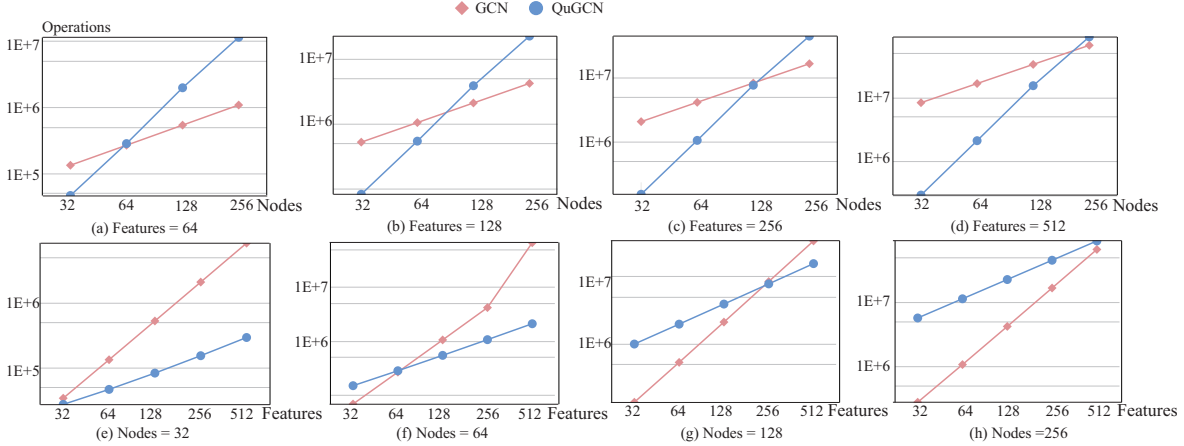 GCN QuGCN
Operations
1E+7
1E+6
1E+5
32 64 128 256 Nodes
(a) Features = 64
1E+7
1E+6
32 64 128 256 Nodes
(b) Features = 128
1E+7
1E+6
32 64 128 256 Nodes
(c) Features = 256
1E+7
1E+6
32 64 128 256 Nodes
(d) Features = 512
1E+6
1E+5
32 64 128 256 512 Features
(e) Nodes = 32
1E+7
1E+6
32 64 128 256 512 Features
(f) Nodes = 64
1E+7
1E+6
32 64 128 256 512 Features
(g) Nodes = 128
1E+7
1E+6
32 64 128 256 512 Features
(h) Nodes =256